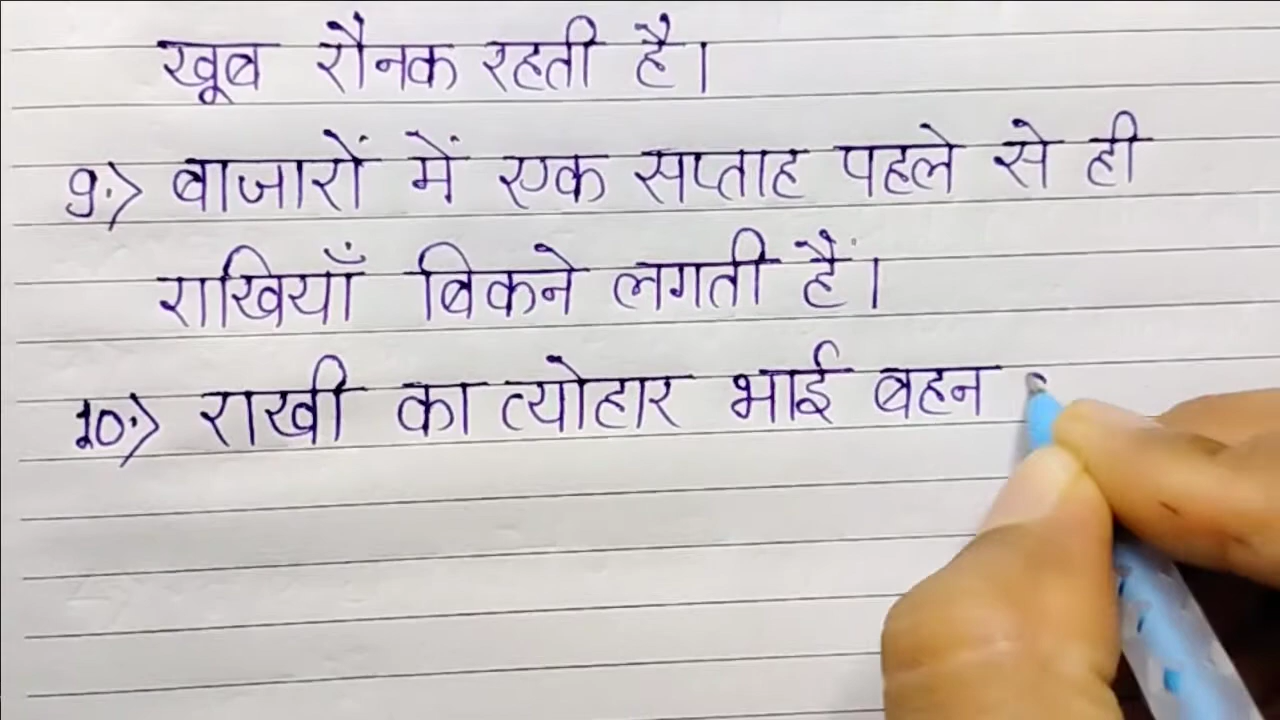 खूब रौनक रहती है।
9.) बाजारों में एक सप्ताह पहले से ही
राखियाँ बिकने लगती हैं।
10.) राखी का त्योहार भाई बहन